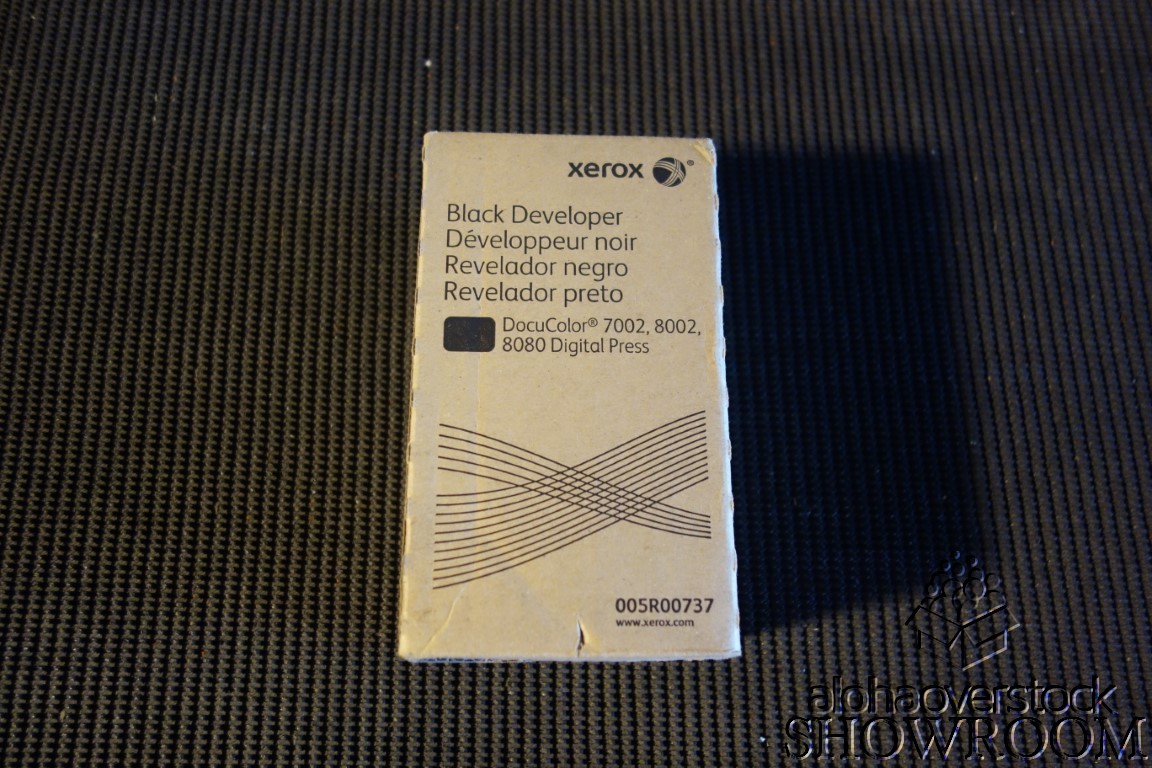 xerox ®
Black Developer
Développeur noir
Revelador negro
Revelador preto
DocuColor® 7002, 8002,
8080 Digital Press
005R00737
www.xerox.com
alohaoverstock
SHOWROOM